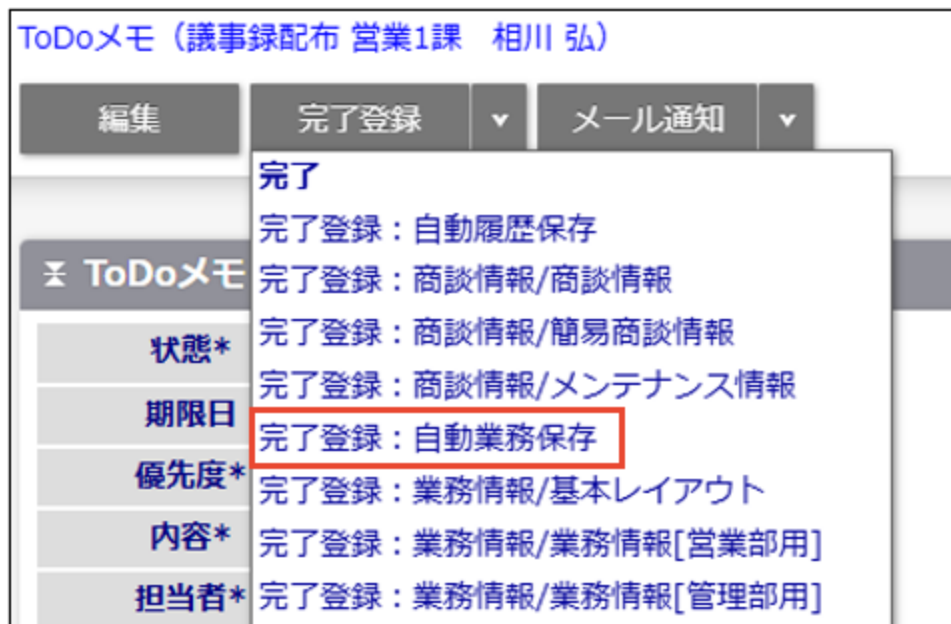 ToDoメモ（議事録配布 営業1課　相川 弘）
編集　完了登録　メール通知
完了
完了登録：自動履歴保存
ToDoメモ
完了登録：商談情報/商談情報
完了登録：商談情報/簡易商談情報
状態*
完了登録：商談情報/メンテナンス情報
期限日
完了登録：自動業務保存
優先度*
完了登録：業務情報/基本レイアウト
内容*
完了登録：業務情報/業務情報[営業部用]
担当者*
完了登録：業務情報/業務情報[管理部用]